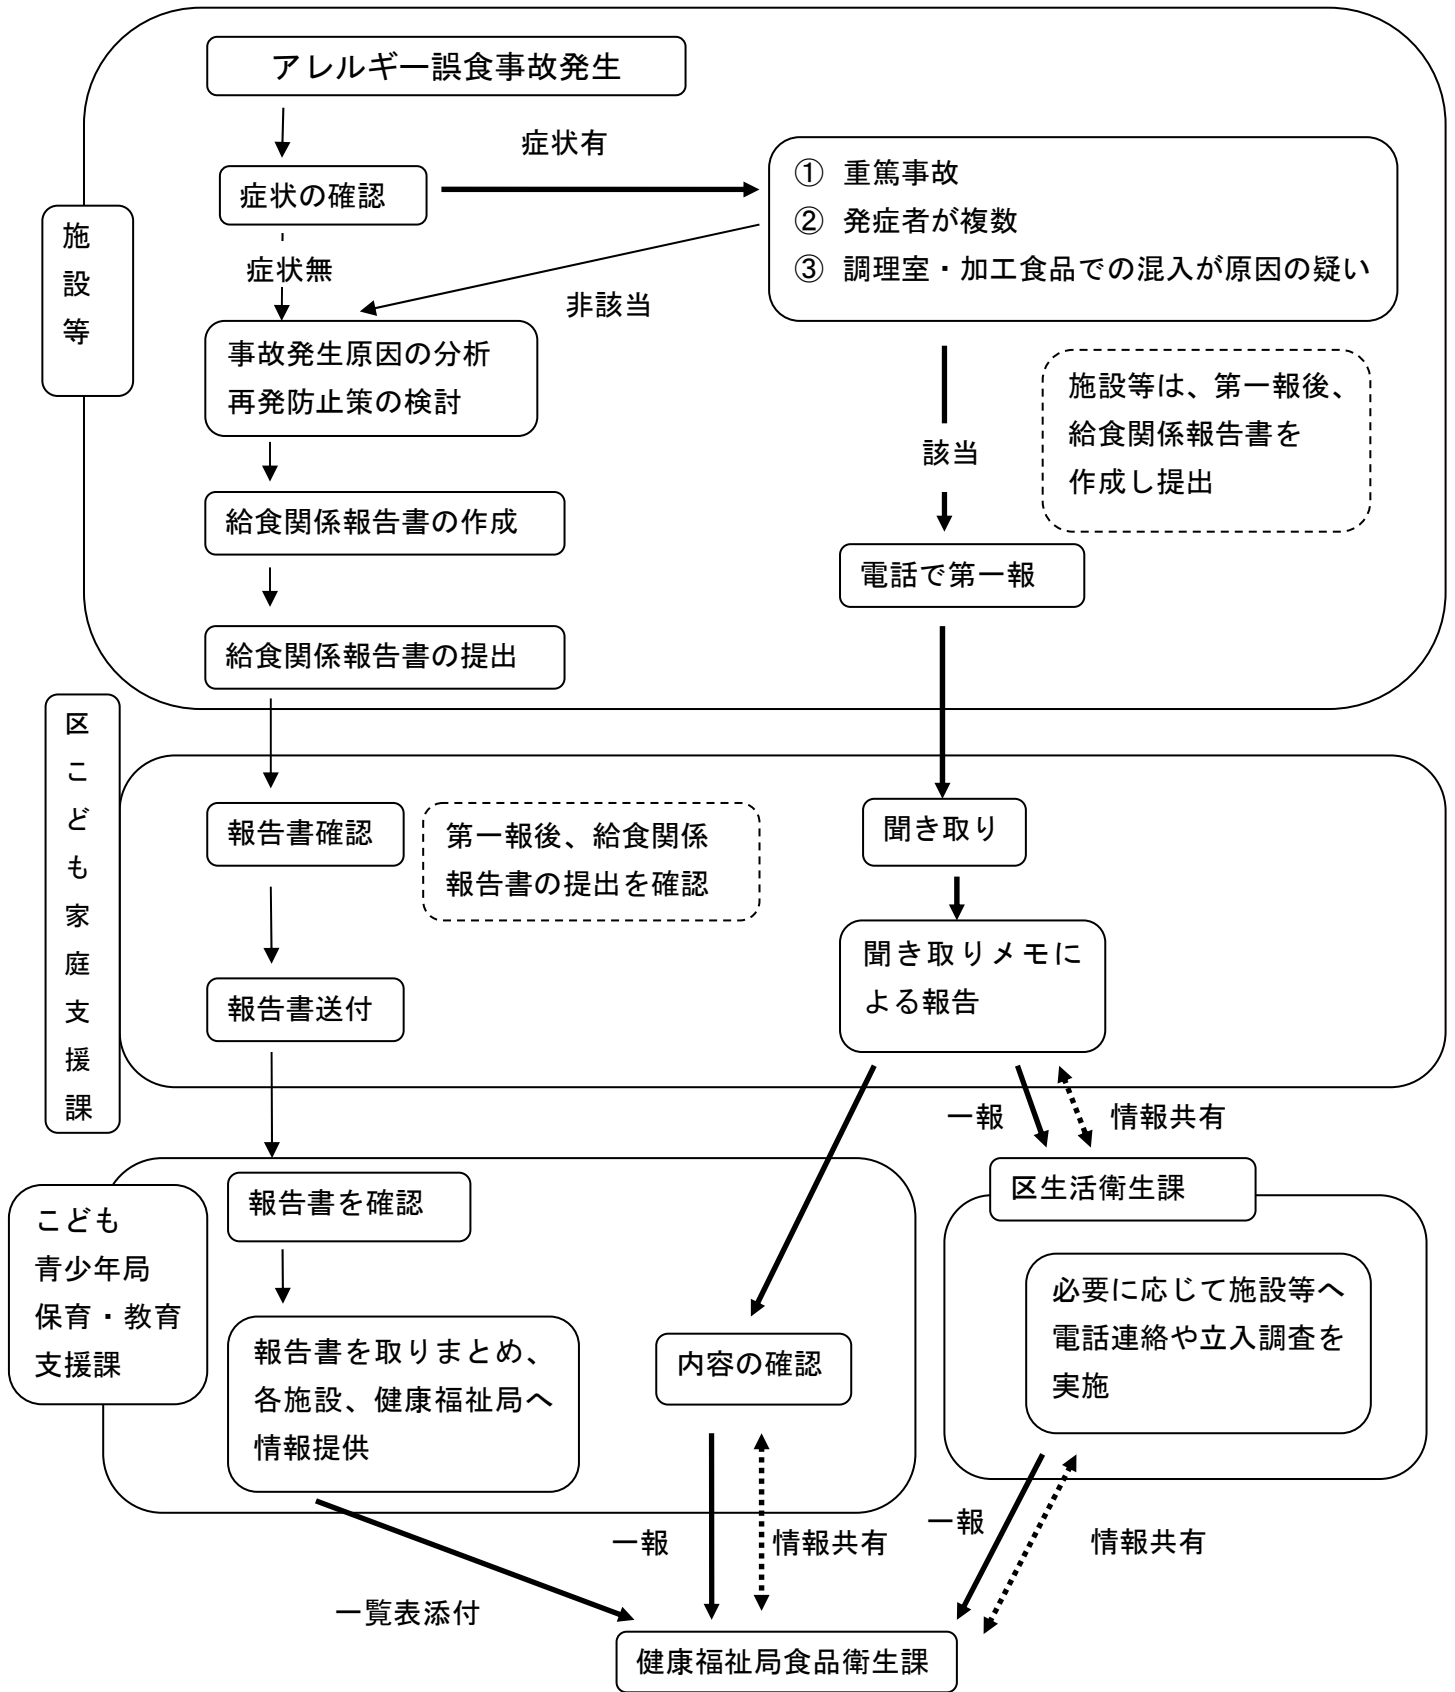 アレルギー誤食事故発生
症状有
症状の確認
① 重篤事故
② 発症者が複数
③ 調理室・加工食品での混入が原因の疑い
施設等
症状無
非該当
事故発生原因の分析
再発防止策の検討
施設等は、第一報後、
給食関係報告書を
作成し提出
該当
給食関係報告書の作成
電話で第一報
給食関係報告書の提出
区こども家庭支援課
報告書確認
第一報後、給食関係
報告書の提出を確認
聞き取り
聞き取りメモに
よる報告
報告書送付
一報
情報共有
こども
青少年局
保育・教育
支援課
報告書を確認
区生活衛生課
必要に応じて施設等へ
電話連絡や立入調査を
実施
報告書を取りまとめ、
各施設、健康福祉局へ
情報提供
内容の確認
一報
情報共有
一報
情報共有
一覧表添付
健康福祉局食品衛生課